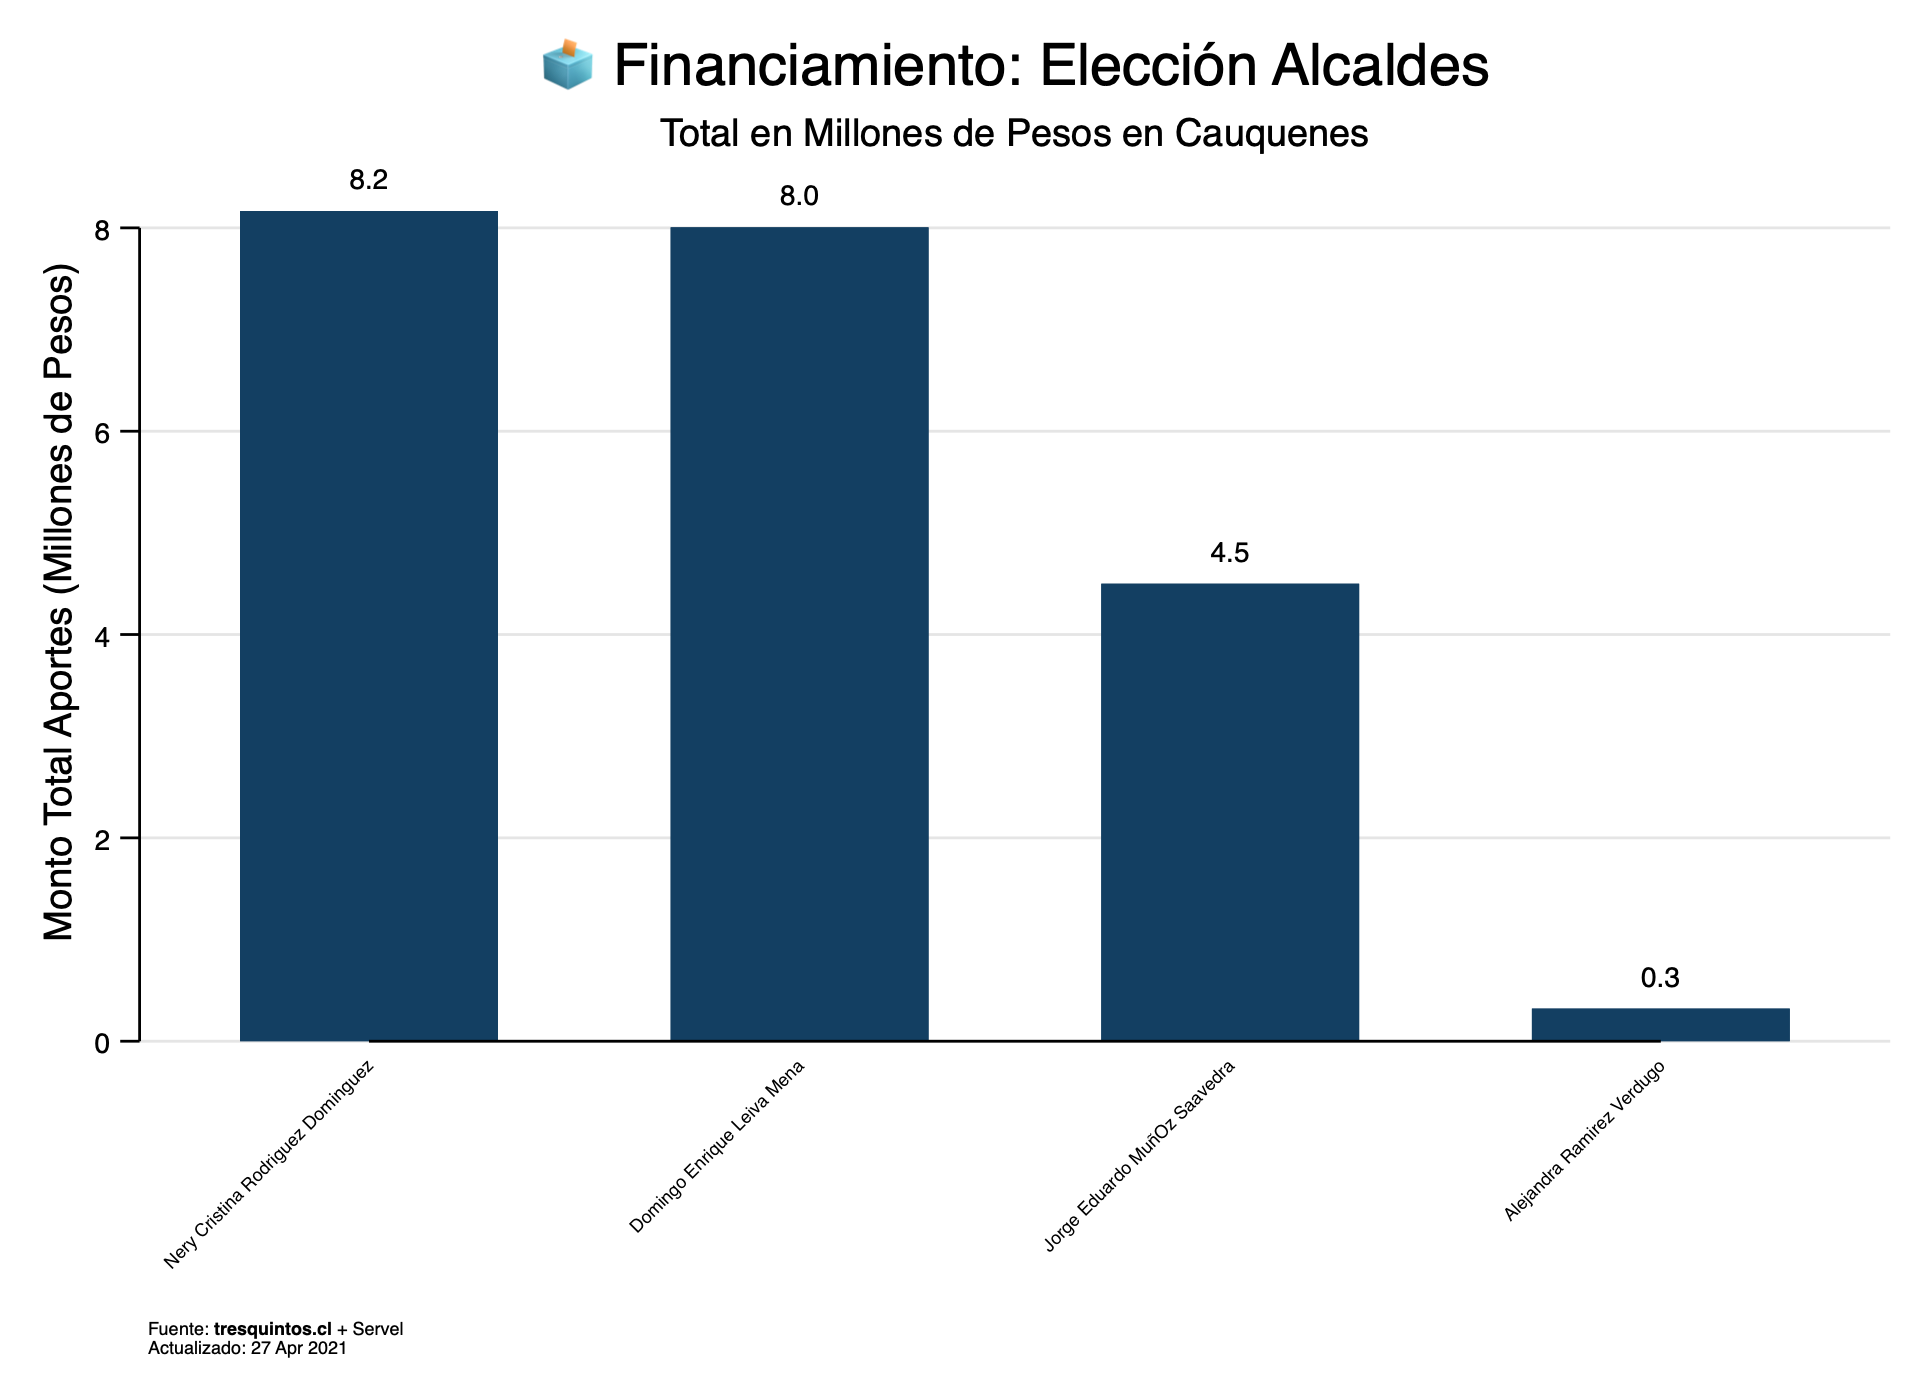 Financiamiento: Elección Alcaldes
Total en Millones de Pesos en Cauquenes
Monto Total Aportes (Millones de Pesos)
8
6
4
2
0
8.2
8.0
4.5
0.3
Nery Cristina Rodriguez Dominguez
Domingo Enrique Leiva Mena
Jorge Eduardo MuñOz Saavedra
Alejandra Ramirez Verdugo
Fuente: tresquintos.cl + Servel
Actualizado: 27 Apr 2021